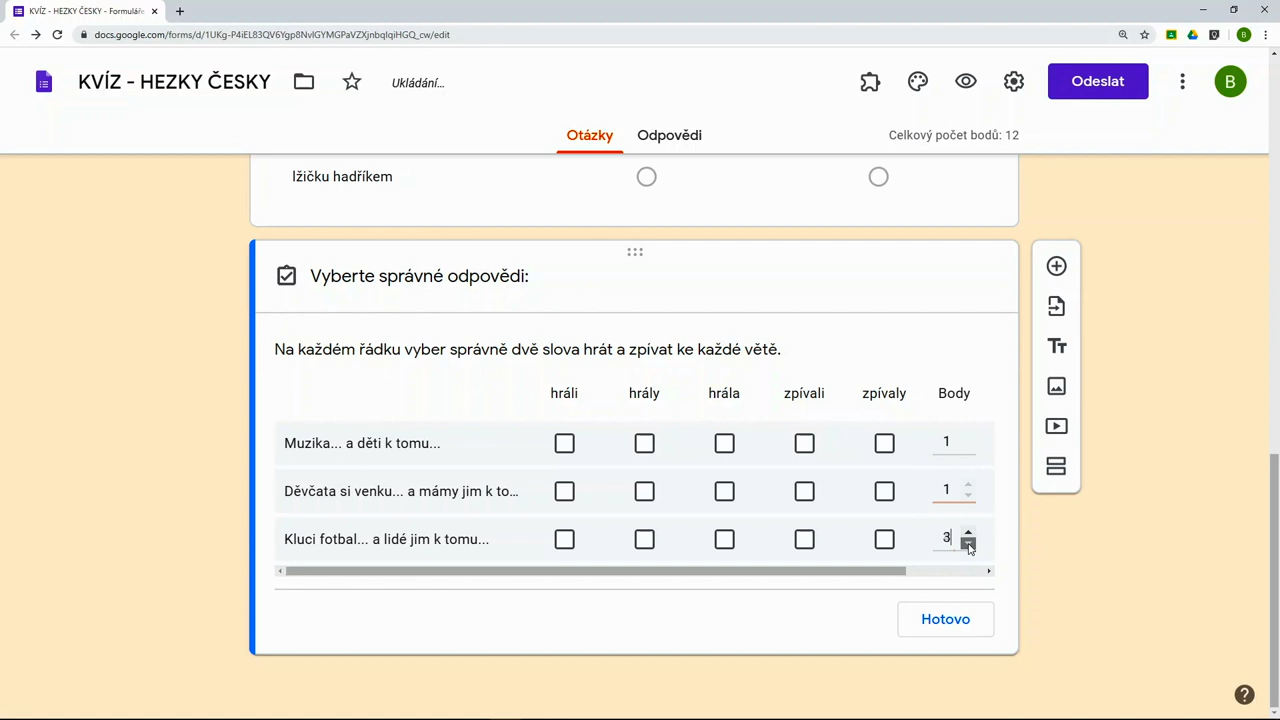 KVÍZ - HEZKY ČESKY - Formulář
docs.google.com/forms/d/1UKg-P4iEL83QV6Ygp8NvIGYMGPaVZXjnbqIqiHGQ_cw/edit
B
KVÍZ - HEZKY ČESKY
Ukládání...
Odeslat
B
Otázky
Odpovědi
Celkový počet bodů: 12
lžičku hadříkem
Vyberte správné odpovědi:
Na každém řádku vyber správně dvě slova hrát a zpívat ke každé větě.
hráli hrály hrála zpívali zpívaly Body
Muzika... a děti k tomu... 1
Děvčata si venku... a mámy jim k to... 1
Kluci fotbal... a lidé jim k tomu... 3
Hotovo